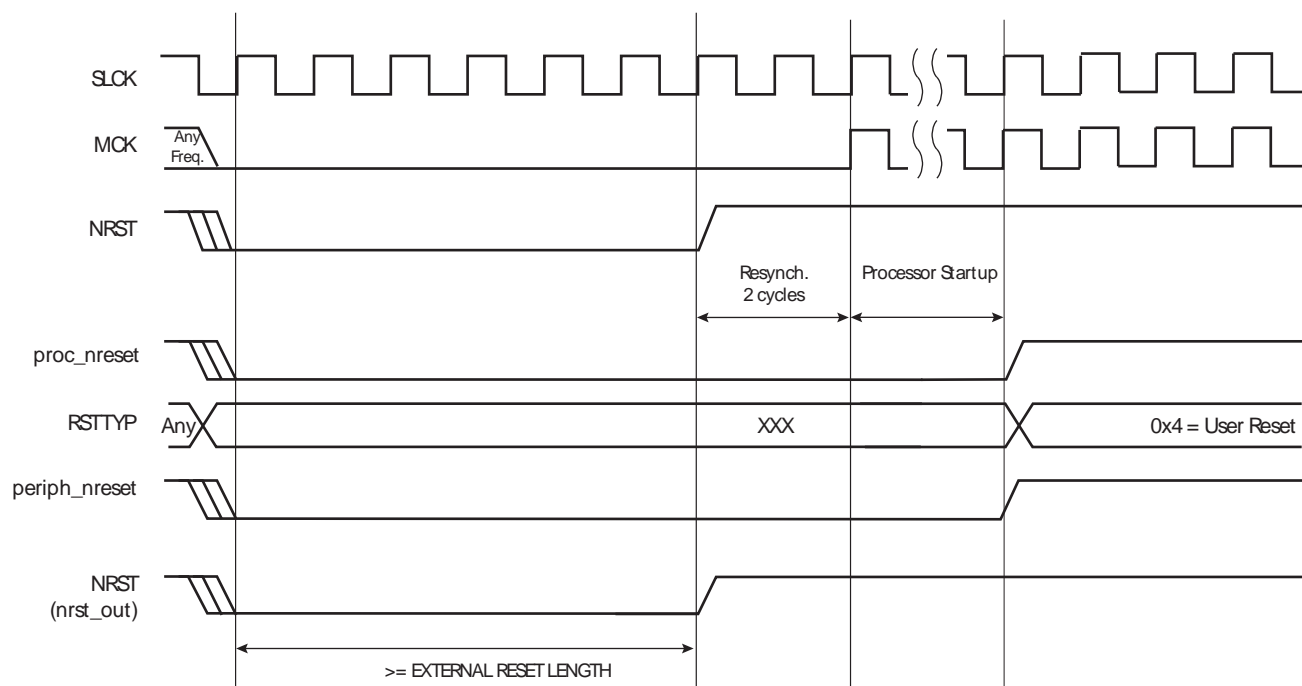 SLCK
MCK
Any
Freq.
NRST
Resynch.
2 cycles
Processor Startup
proc_nreset
RSTTYP
Any
XXX
0x4 = User Reset
periph_nreset
NRST
(nrst_out)
>= EXTERNAL RESET LENGTH